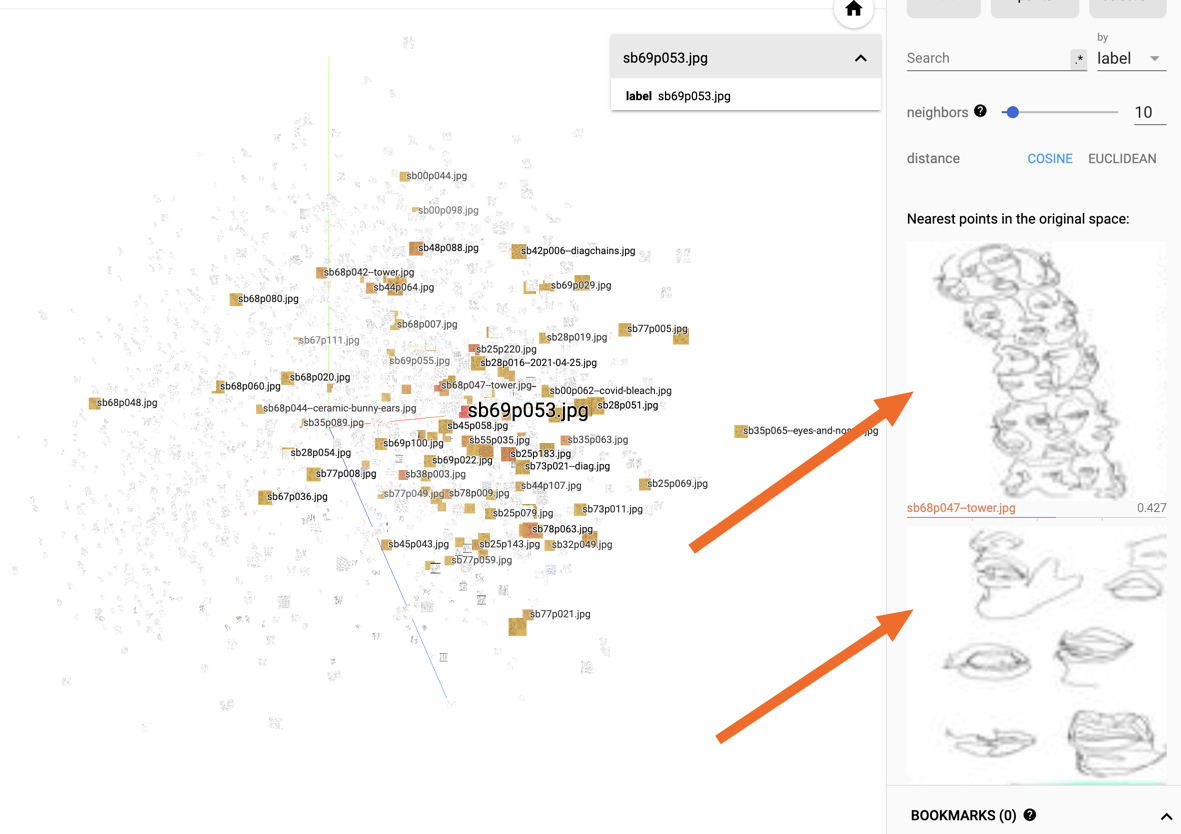 sb69p053.jpg
label sb69p053.jpg
by
Search .* label
neighbors ? 10
distance COSINE EUCLIDEAN
Nearest points in the original space:
sb68p047--tower.jpg 0.427
BOOKMARKS (0) ?
sb00p044.jpg
sb00p098.jpg
sb48p088.jpg
sb42p006--diagchains.jpg
sb68p042--tower.jpg
sb44p064.jpg
sb69p029.jpg
sb68p080.jpg
sb68p007.jpg
sb77p005.jpg
sb67p111.jpg
sb28p019.jpg
sb25p220.jpg
sb69p055.jpg
sb28p016--2021-04-25.jpg
sb68p020.jpg
sb68p060.jpg
sb68p047--tower.jpg
sb00p062--covid-bleach.jpg
sb68p048.jpg
sb68p044--ceramic-bunny-ears.jpg
sb69p053.jpg
sb28p051.jpg
sb35p089.jpg
sb45p058.jpg
sb35p065--eyes-and-nos
.jpg
sb69p100.jpg
sb55p035.jpg
sb35p063.jpg
sb28p054.jpg
sb25p183.jpg
sb69p022.jpg
sb73p021--diag.jpg
sb77p008.jpg
sb38p003.jpg
sb44p107.jpg
sb25p069.jpg
sb67p036.jpg
sb77p049.jpg
sb78p009.jpg
sb25p079.jpg
sb73p011.jpg
sb78p063.jpg
sb45p043.jpg
sb25p143.jpg
sb32p049.jpg
sb77p059.jpg
sb77p021.jpg